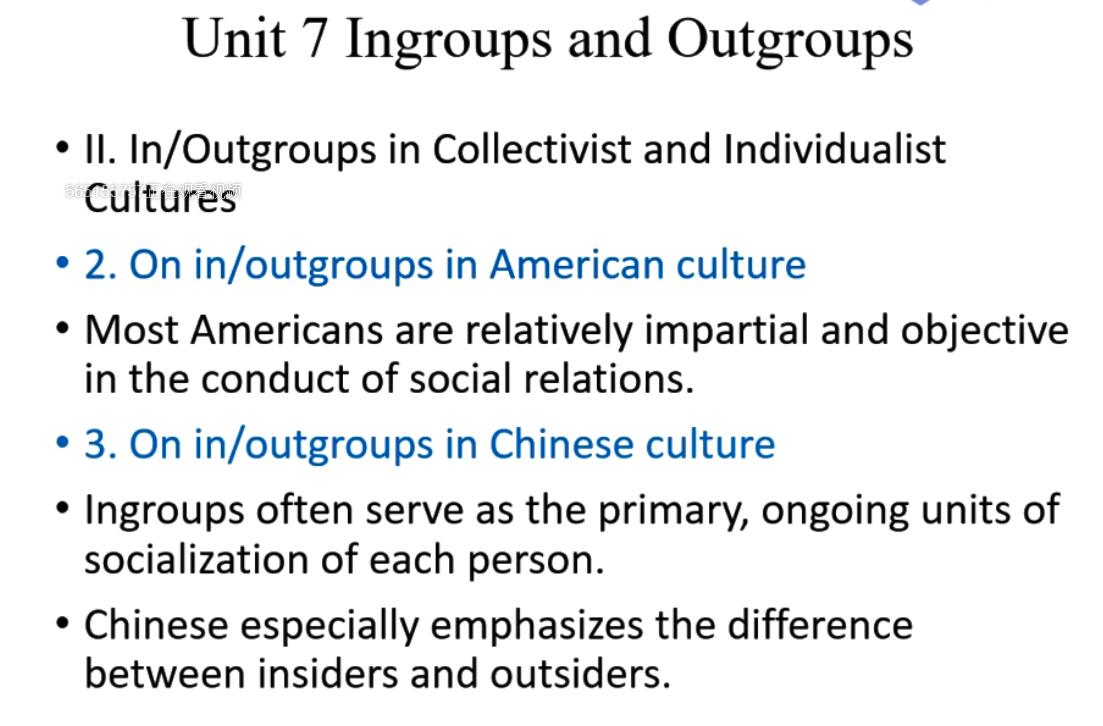 Unit 7 Ingroups and Outgroups
• II. In/Outgroups in Collectivist and Individualist
Cultures
• 2. On in/outgroups in American culture
• Most Americans are relatively impartial and objective
in the conduct of social relations.
• 3. On in/outgroups in Chinese culture
• Ingroups often serve as the primary, ongoing units of
socialization of each person.
• Chinese especially emphasizes the difference
between insiders and outsiders.